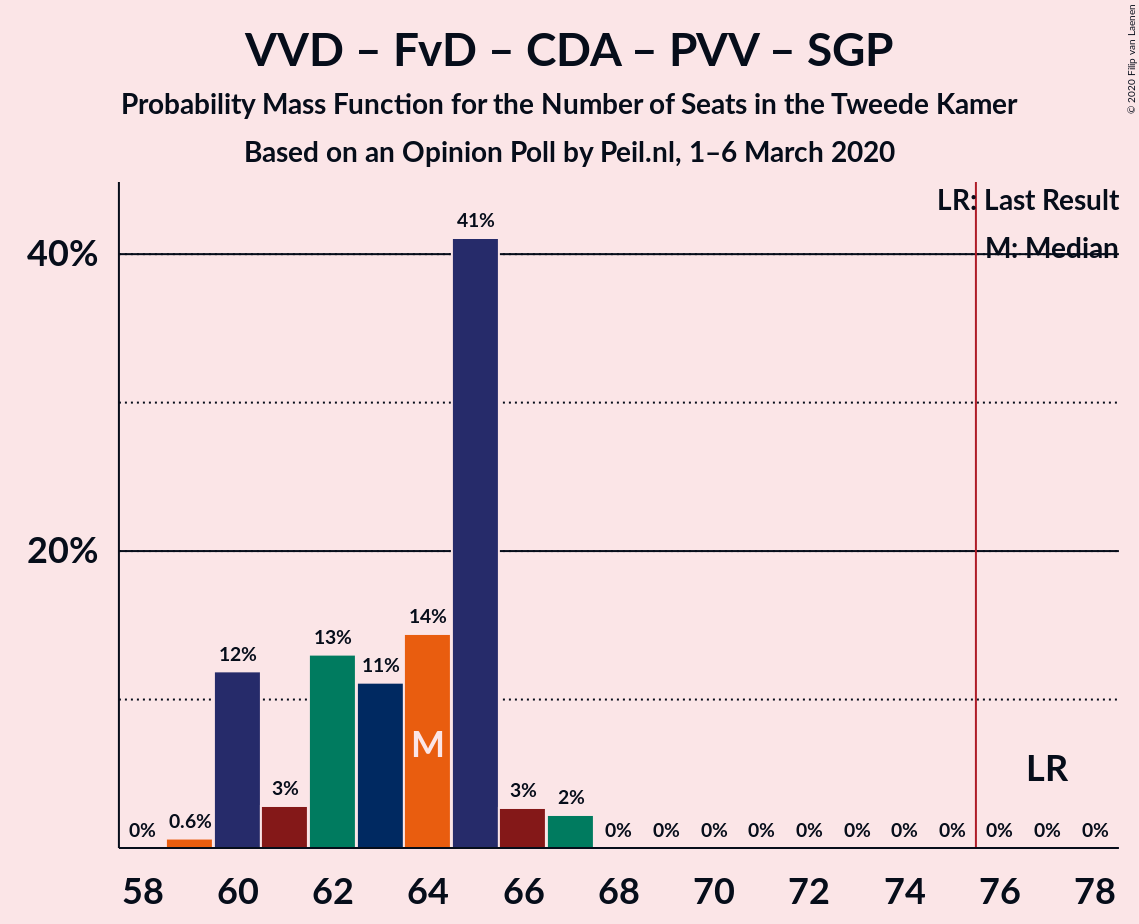 VVD – FvD – CDA – PVV – SGP
Probability Mass Function for the Number of Seats in the Tweede Kamer
Based on an Opinion Poll by Peil.nl, 1–6 March 2020
© 2020 Filip van Laenen
LR: Last Result
M: Median
40%
20%
0% 0.6% 12% 3% 13% 11% 14% 41% 3% 2% 0% 0% 0% 0% 0% 0% 0% 0% 0% 0% 0%
M
LR
58 60 62 64 66 68 70 72 74 76 78